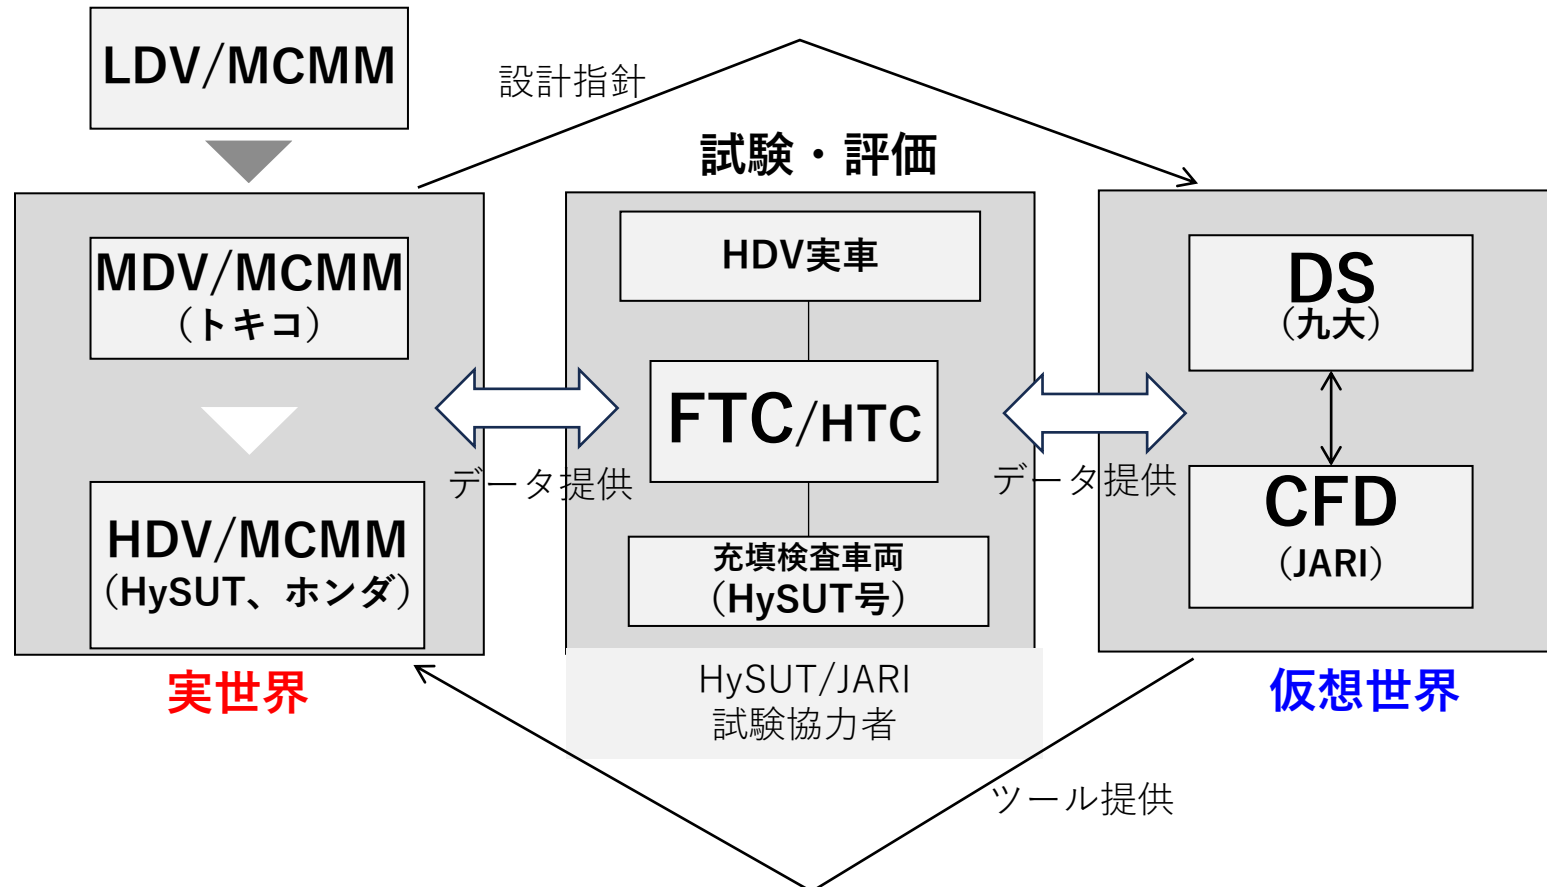 LDV/MCMM
設計指針
試験・評価
MDV/MCMM
（トキコ）
HDV/MCMM
（HySUT、ホンダ）
実世界
データ提供
HDV実車
FTC/HTC
充填検査車両
（HySUT号）
HySUT/JARI
試験協力者
データ提供
DS
（九大）
CFD
（JARI）
仮想世界
ツール提供